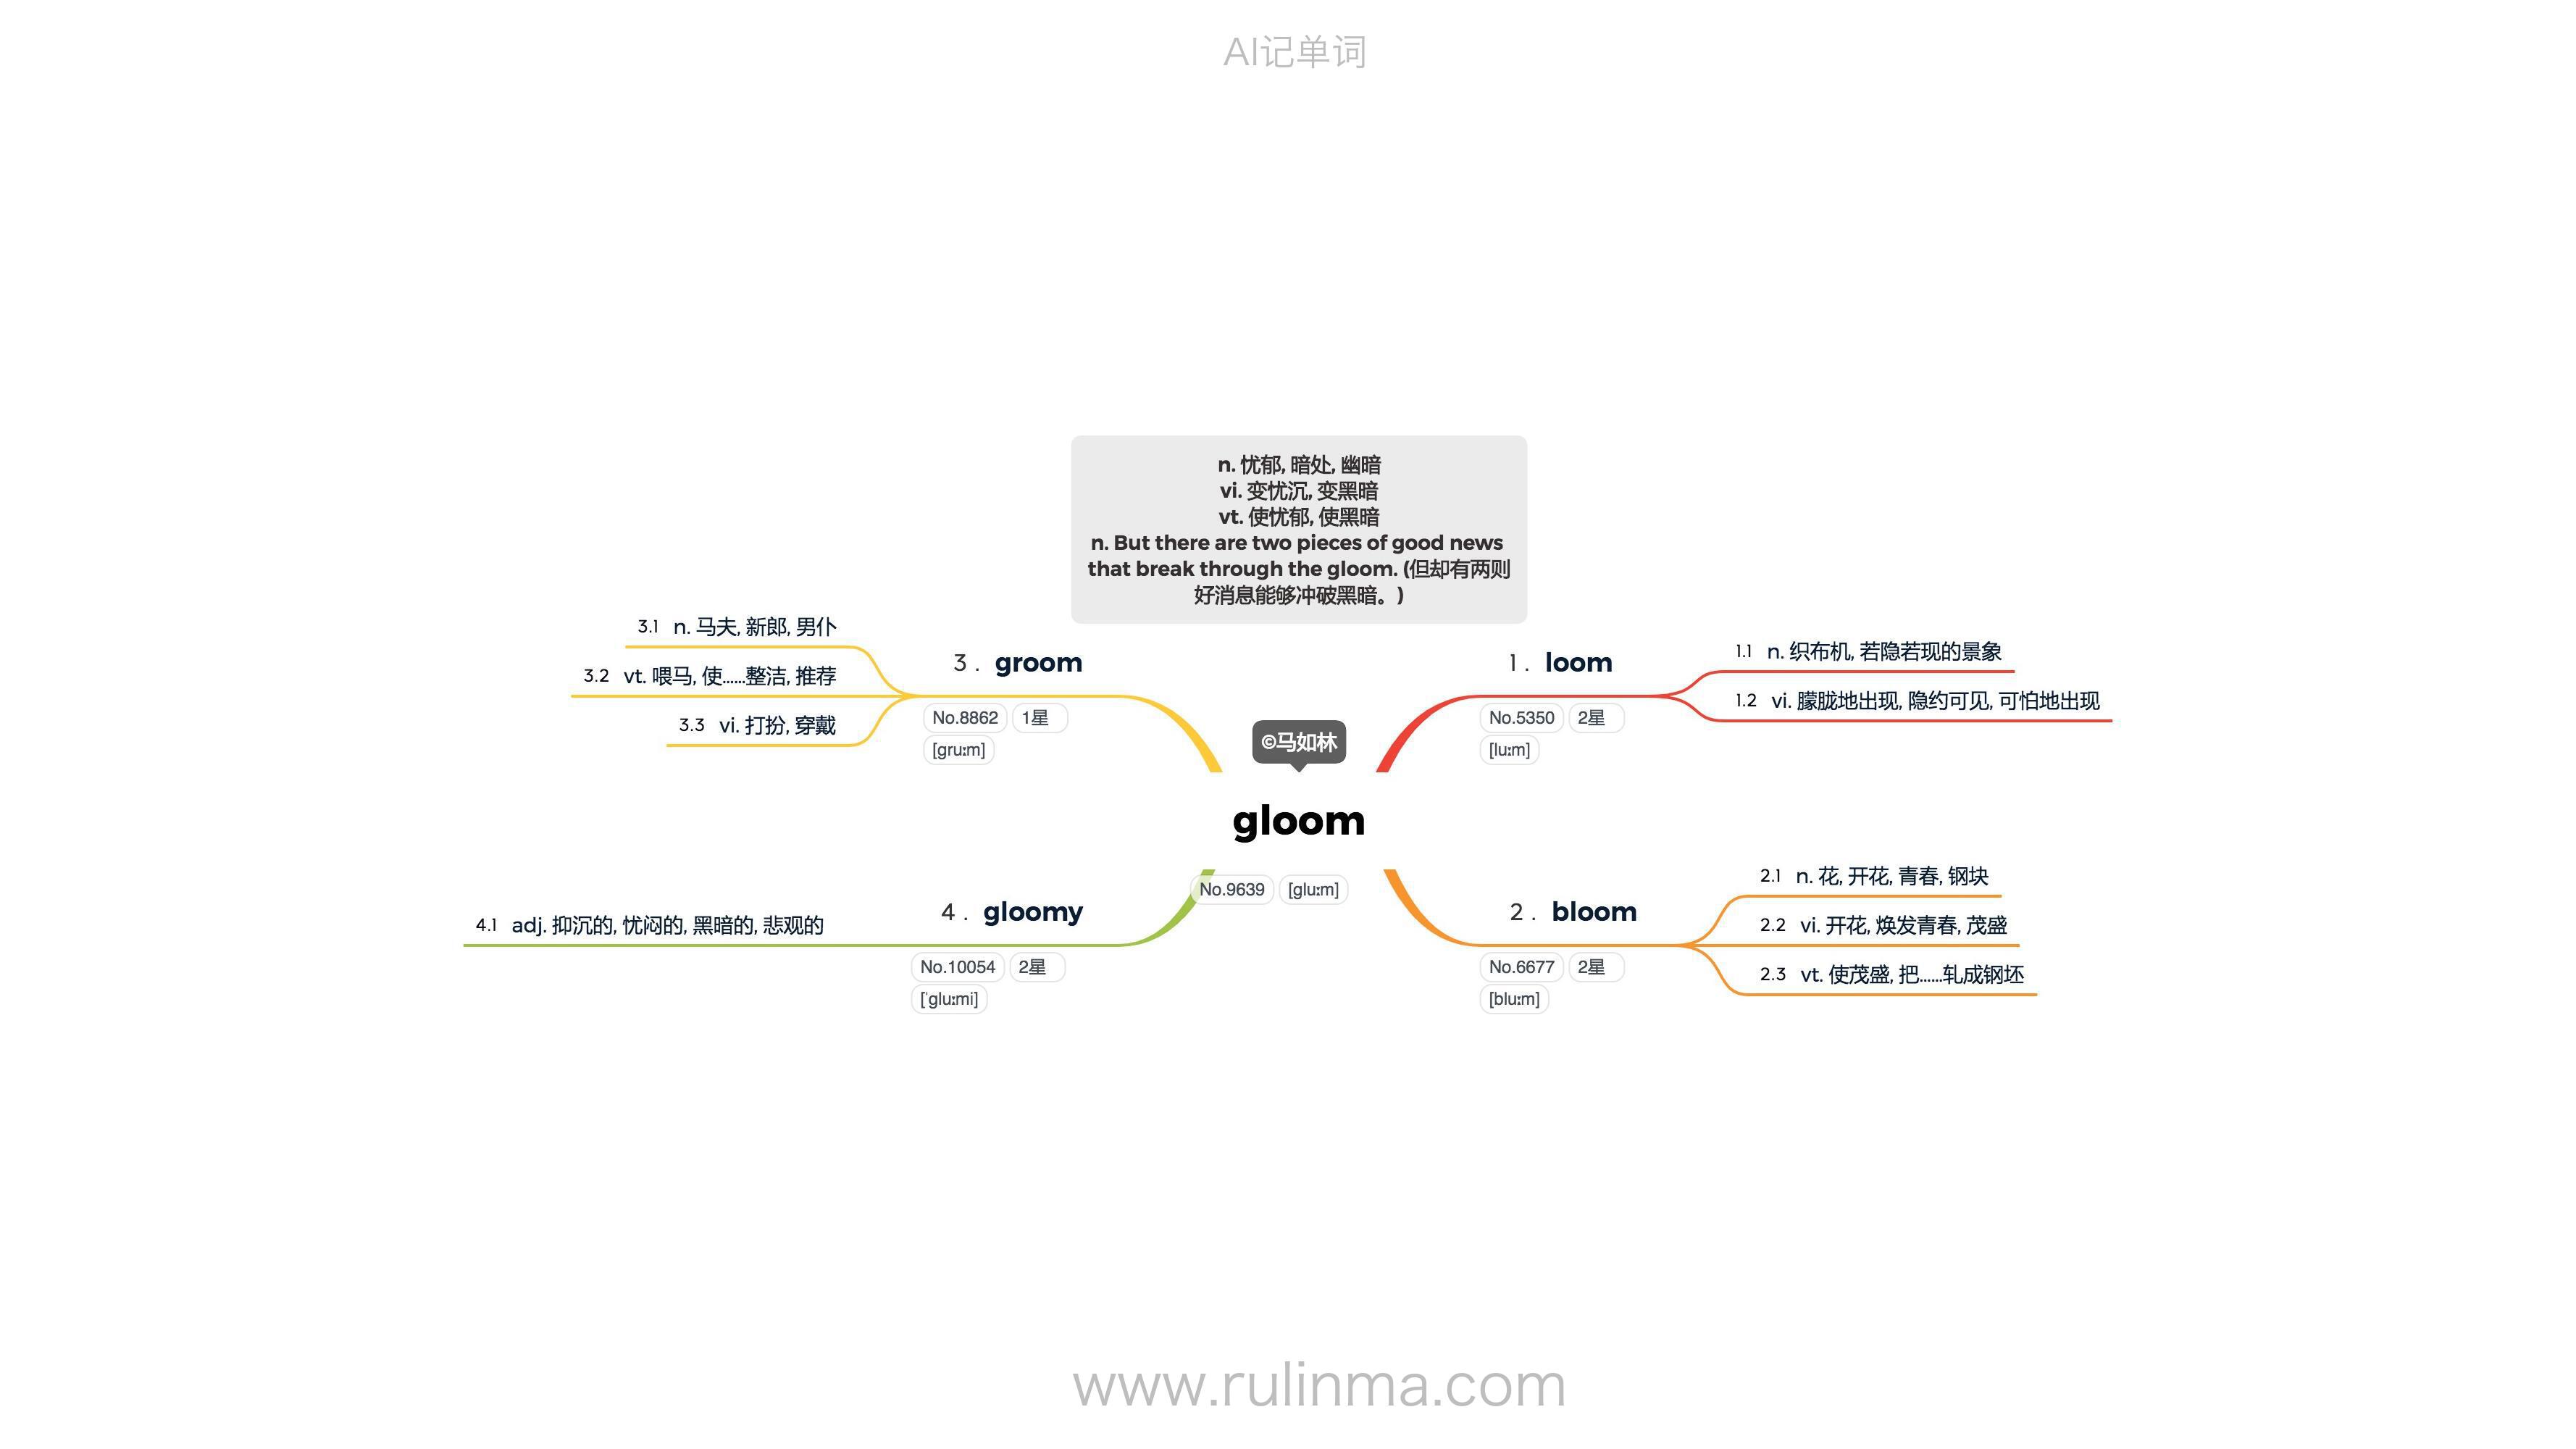 AI记单词
n. 忧郁, 暗处, 幽暗
vi. 变忧沉, 变黑暗
vt. 使忧郁, 使黑暗
n. But there are two pieces of good news
that break through the gloom. (但却有两则
好消息能够冲破黑暗。)
©马如林
gloom
No.9639 [gluːm]
1. loom
No.5350 2星
[luːm]
1.1 n. 织布机, 若隐若现的景象
1.2 vi. 朦胧地出现, 隐约可见, 可怕地出现
2. bloom
No.6677 2星
[bluːm]
2.1 n. 花, 开花, 青春, 钢块
2.2 vi. 开花, 焕发青春, 茂盛
2.3 vt. 使茂盛, 把……轧成钢坯
3. groom
No.8862 1星
[gruːm]
3.1 n. 马夫, 新郎, 男仆
3.2 vt. 喂马, 使……整洁, 推荐
3.3 vi. 打扮, 穿戴
4. gloomy
No.10054 2星
[ˈgluːmi]
4.1 adj. 抑沉的, 忧闷的, 黑暗的, 悲观的
www.rulinma.com